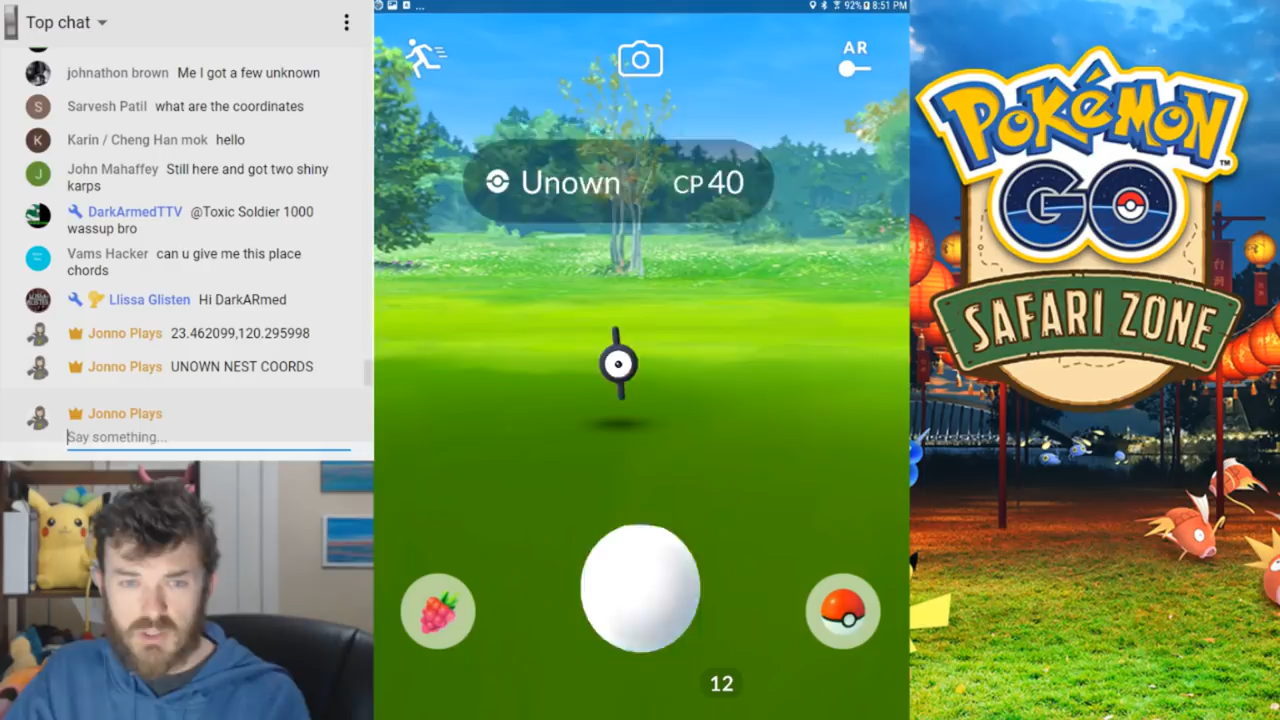 Top chat
johnathon brown Me I got a few unknown
S
Sarvesh Patil what are the coordinates
K
Karin / Cheng Han mok hello
J
John Mahaffey Still here and got two shiny
karps
DarkArmedTTV @Toxic Soldier 1000
wassup bro
Vams Hacker can u give me this place
chords
Llissa Glisten Hi DarkARmed
Jonno Plays 23.462099,120.295998
Jonno Plays UNOWN NEST COORDS
Jonno Plays
Say something...
...
92% 8:51 PM
AR
Unown CP 40
12
POKéMON
TM
GO
SAFARI ZONE